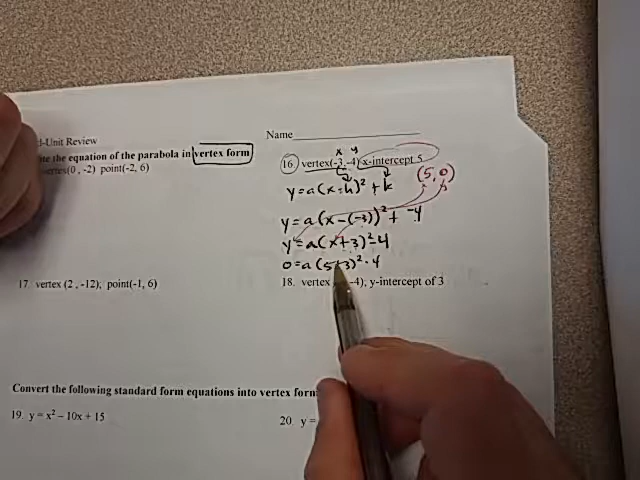 d-Unit Review
Name
te the equation of the parabola in vertex form
vertex(0 , -2) point(-2, 6)
x y
16. vertex(-3, -4) x-intercept 5
(5, 0)
y = a(x - h)² + k
y = a(x - (-3))² + -4
y = a(x+3)² - 4
0 = a(5+3)² - 4
17. vertex (2 , -12); point(-1, 6)
18. vertex -4); y-intercept of 3
Convert the following standard form equations into vertex form
19. y = x² – 10x + 15
20. y =